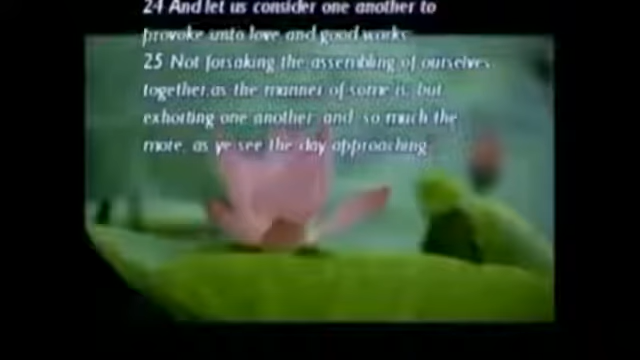 24 And let us consider one another to
provoke unto love and good works:
25 Not forsaking the assembling of ourselves
together, as the manner of some is, but
exhorting one another: and so much the
more, as ye see the day approaching.